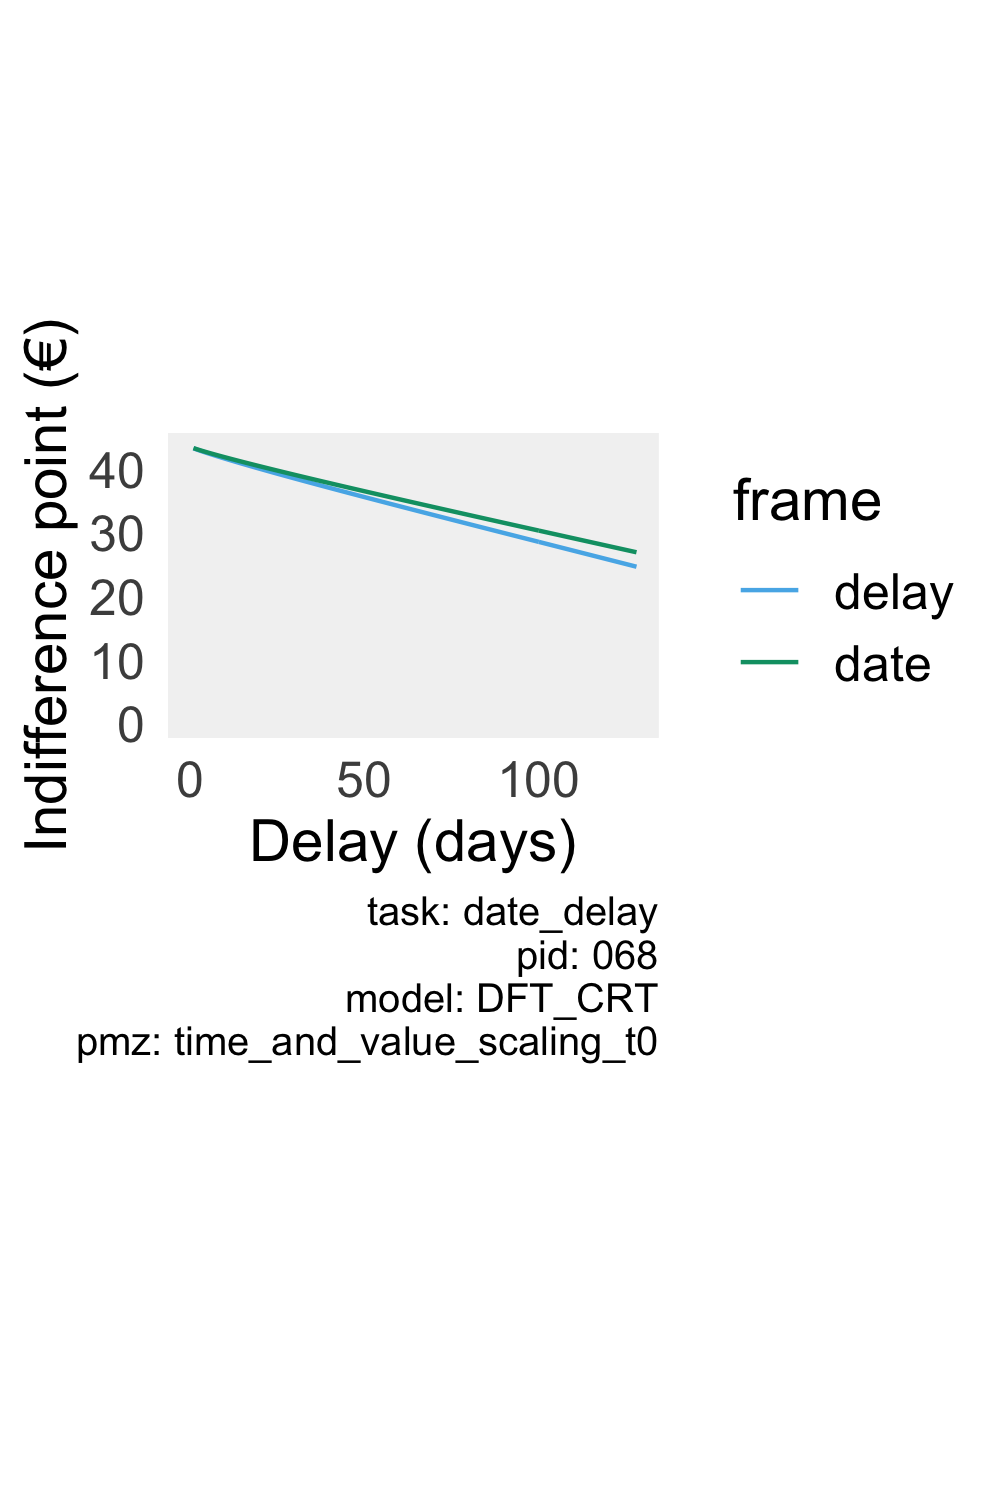 Indifference point (€)
40
30
20
10
0
0 50 100
Delay (days)
frame
delay
date
task: date_delay
pid: 068
model: DFT_CRT
pmz: time_and_value_scaling_t0